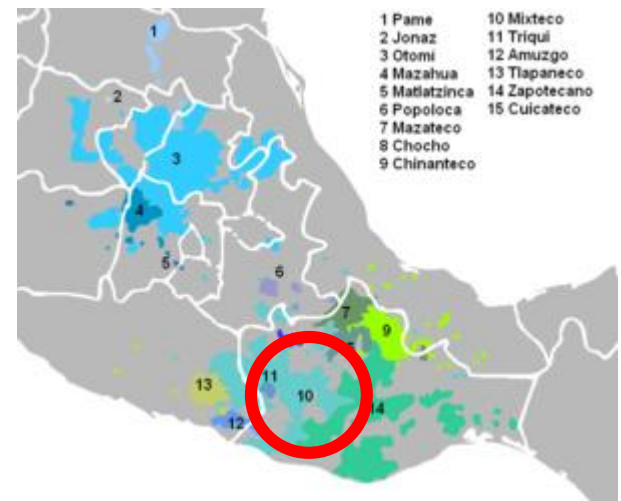 1 Pame
2 Jonaz
3 Otomi
4 Mazahua
5 Matlatzinca
6 Popoloca
7 Mazateco
8 Chocho
9 Chinanteco
10 Mixteco
11 Triqui
12 Amuzgo
13 Tlapaneco
14 Zapotecano
15 Cuicateco
1
2
3
4
5
6
7
9
11
10
13
14
12